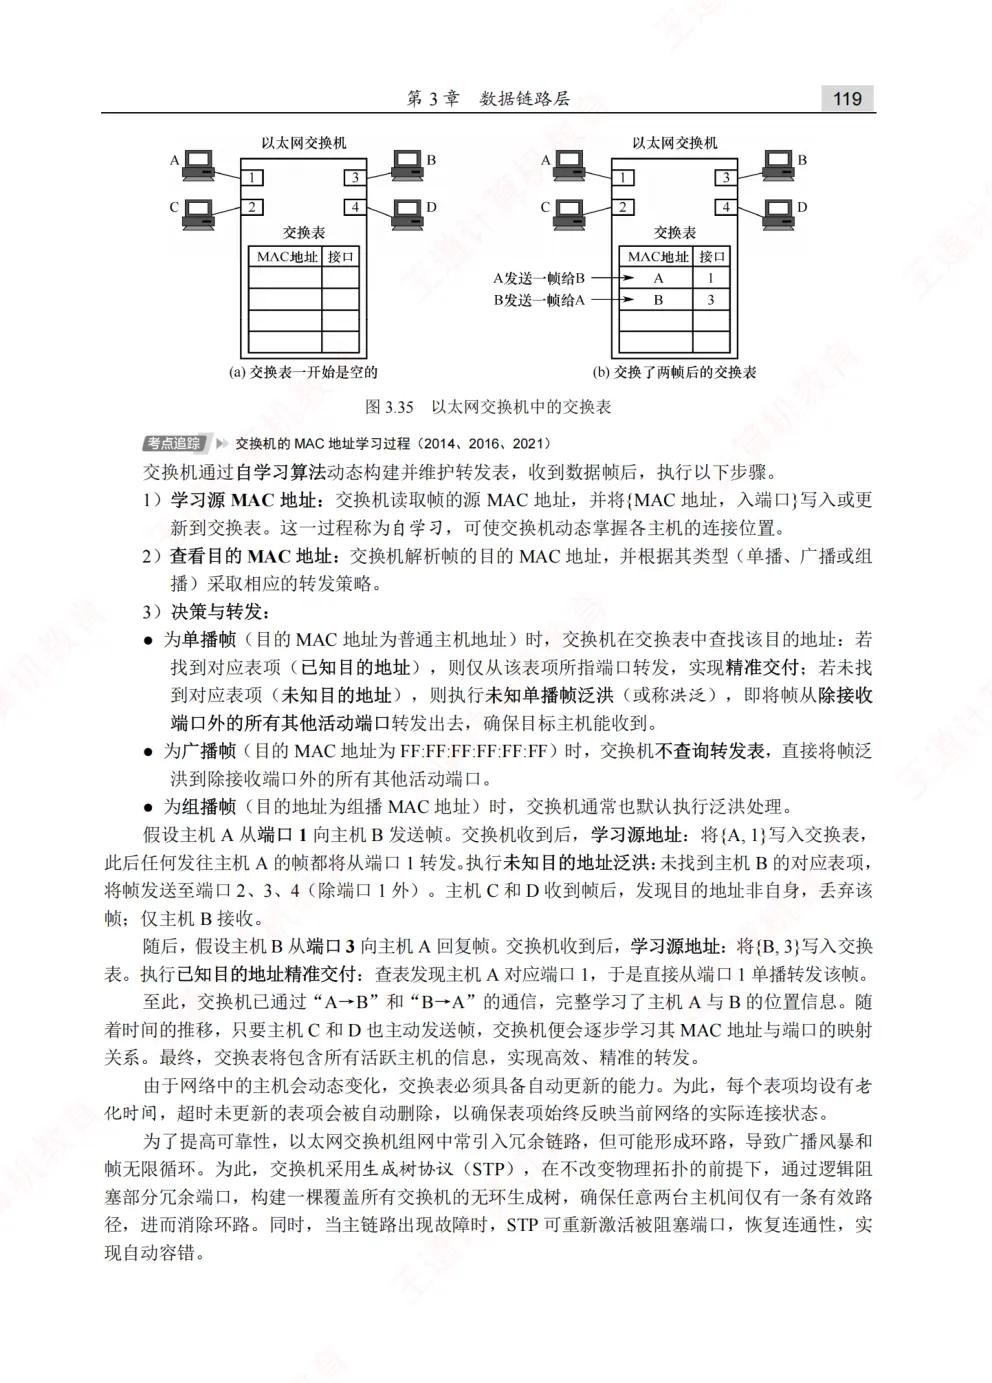 第 3 章 数据链路层 119
以太网交换机 以太网交换机
A B A B
1 3 1 3
C D C D
2 4 2 4
交换表 交换表
MAC地址 接口 MAC地址 接口
A发送一帧给B A 1
B发送一帧给A B 3
(a) 交换表一开始是空的 (b) 交换了两帧后的交换表
图 3.35 以太网交换机中的交换表
考点追踪 交换机的 MAC 地址学习过程（2014、2016、2021）
交换机通过自学习算法动态构建并维护转发表，收到数据帧后，执行以下步骤。
1）学习源 MAC 地址：交换机读取帧的源 MAC 地址，并将{MAC 地址，入端口}写入或更
新到交换表。这一过程称为自学习，可使交换机动态掌握各主机的连接位置。
2）查看目的 MAC 地址：交换机解析帧的目的 MAC 地址，并根据其类型（单播、广播或组
播）采取相应的转发策略。
3）决策与转发：
● 为单播帧（目的 MAC 地址为普通主机地址）时，交换机在交换表中查找该目的地址：若
找到对应表项（已知目的地址），则仅从该表项所指端口转发，实现精准交付；若未找
到对应表项（未知目的地址），则执行未知单播帧泛洪（或称洪泛），即将帧从除接收
端口外的所有其他活动端口转发出去，确保目标主机能收到。
● 为广播帧（目的 MAC 地址为 FF:FF:FF:FF:FF:FF）时，交换机不查询转发表，直接将帧泛
洪到除接收端口外的所有其他活动端口。
● 为组播帧（目的地址为组播 MAC 地址）时，交换机通常也默认执行泛洪处理。
假设主机 A 从端口 1 向主机 B 发送帧。交换机收到后，学习源地址：将{A, 1}写入交换表，
此后任何发往主机 A 的帧都将从端口 1 转发。执行未知目的地址泛洪：未找到主机 B 的对应表项，
将帧发送至端口 2、3、4（除端口 1 外）。主机 C 和 D 收到帧后，发现目的地址非自身，丢弃该
帧；仅主机 B 接收。
随后，假设主机 B 从端口 3 向主机 A 回复帧。交换机收到后，学习源地址：将{B, 3}写入交换
表。执行已知目的地址精准交付：查表发现主机 A 对应端口 1，于是直接从端口 1 单播转发该帧。
至此，交换机已通过“A→B”和“B→A”的通信，完整学习了主机 A 与 B 的位置信息。随
着时间的推移，只要主机 C 和 D 也主动发送帧，交换机便会逐步学习其 MAC 地址与端口的映射
关系。最终，交换表将包含所有活跃主机的信息，实现高效、精准的转发。
由于网络中的主机会动态变化，交换表必须具备自动更新的能力。为此，每个表项均设有老
化时间，超时未更新的表项会被自动删除，以确保表项始终反映当前网络的实际连接状态。
为了提高可靠性，以太网交换机组网中常引入冗余链路，但可能形成环路，导致广播风暴和
帧无限循环。为此，交换机采用生成树协议（STP），在不改变物理拓扑的前提下，通过逻辑阻
塞部分冗余端口，构建一棵覆盖所有交换机的无环生成树，确保任意两台主机间仅有一条有效路
径，进而消除环路。同时，当主链路出现故障时，STP 可重新激活被阻塞端口，恢复连通性，实
现自动容错。